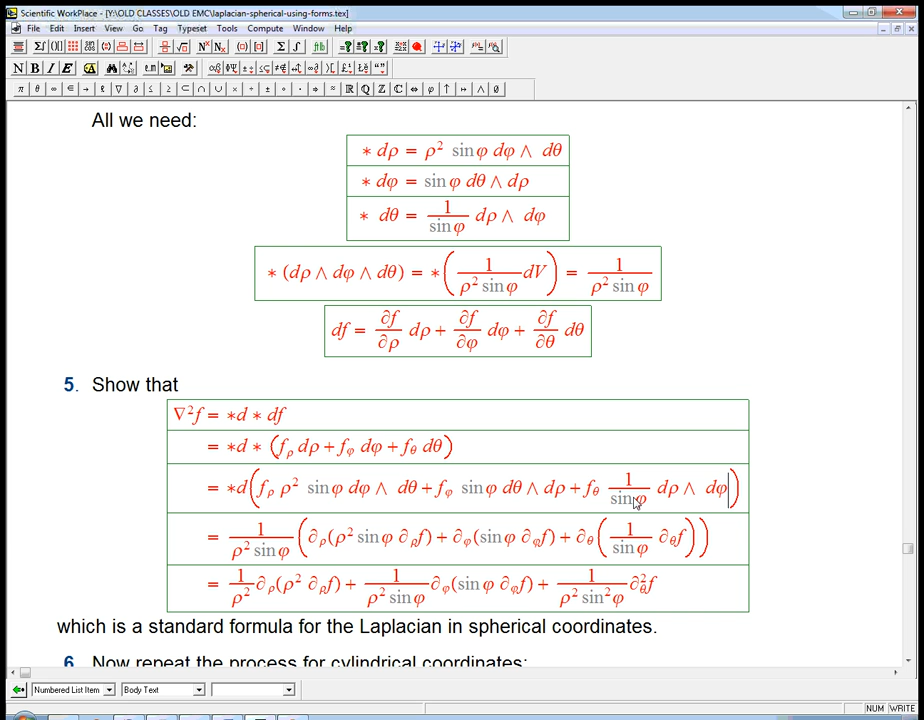 Scientific WorkPlace - [Y:\OLD CLASSES\OLD EMC\laplacian-spherical-using-forms.tex]
File Edit Insert View Go Tag Typeset Tools Compute Window Help
All we need:
∗ dρ = ρ² sin φ dφ ∧ dθ
∗ dφ = sin φ dθ ∧ dρ
∗ dθ = 1/(sin φ) dρ ∧ dφ
∗ (dρ ∧ dφ ∧ dθ) = ∗ (1/(ρ² sin φ) dV) = 1/(ρ² sin φ)
df = ∂f/∂ρ dρ + ∂f/∂φ dφ + ∂f/∂θ dθ
5. Show that
∇²f = ∗d ∗ df
= ∗d ∗ (f_ρ dρ + f_φ dφ + f_θ dθ)
= ∗d(f_ρ ρ² sin φ dφ ∧ dθ + f_φ sin φ dθ ∧ dρ + f_θ 1/(sin φ) dρ ∧ dφ)
= 1/(ρ² sin φ) (∂_ρ(ρ² sin φ ∂_ρ f) + ∂_φ(sin φ ∂_φ f) + ∂_θ (1/(sin φ) ∂_θ f))
= 1/ρ² ∂_ρ(ρ² ∂_ρ f) + 1/(ρ² sin φ) ∂_φ(sin φ ∂_φ f) + 1/(ρ² sin² φ) ∂²_θ f
which is a standard formula for the Laplacian in spherical coordinates.
6. Now repeat the process for cylindrical coordinates:
Numbered List Item Body Text
NUM WRITE